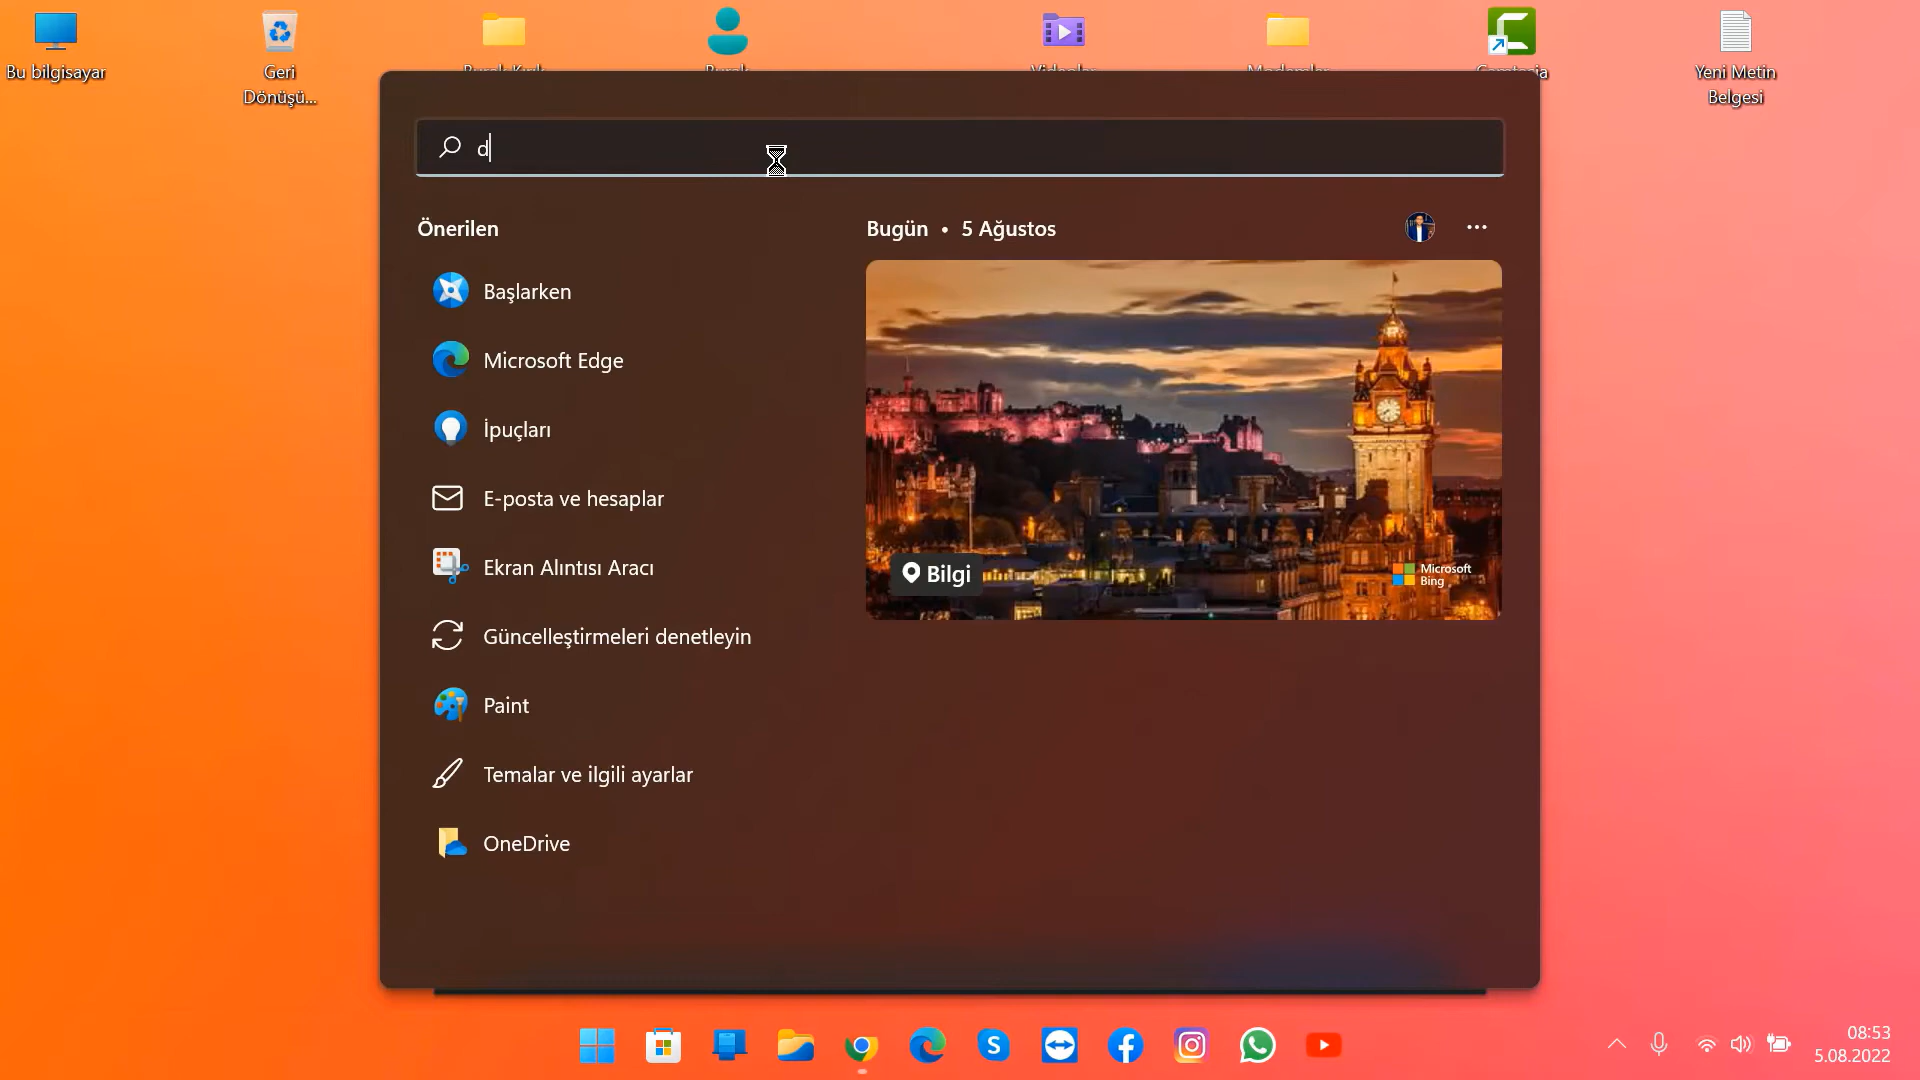 Bu bilgisayar
Geri
Dönüşü...
Yeni Metin
Belgesi
d
Önerilen
Başlarken
Microsoft Edge
İpuçları
E-posta ve hesaplar
Ekran Alıntısı Aracı
Güncelleştirmeleri denetleyin
Paint
Temalar ve ilgili ayarlar
OneDrive
Bugün • 5 Ağustos
Bilgi
Microsoft
Bing
08:53
5.08.2022